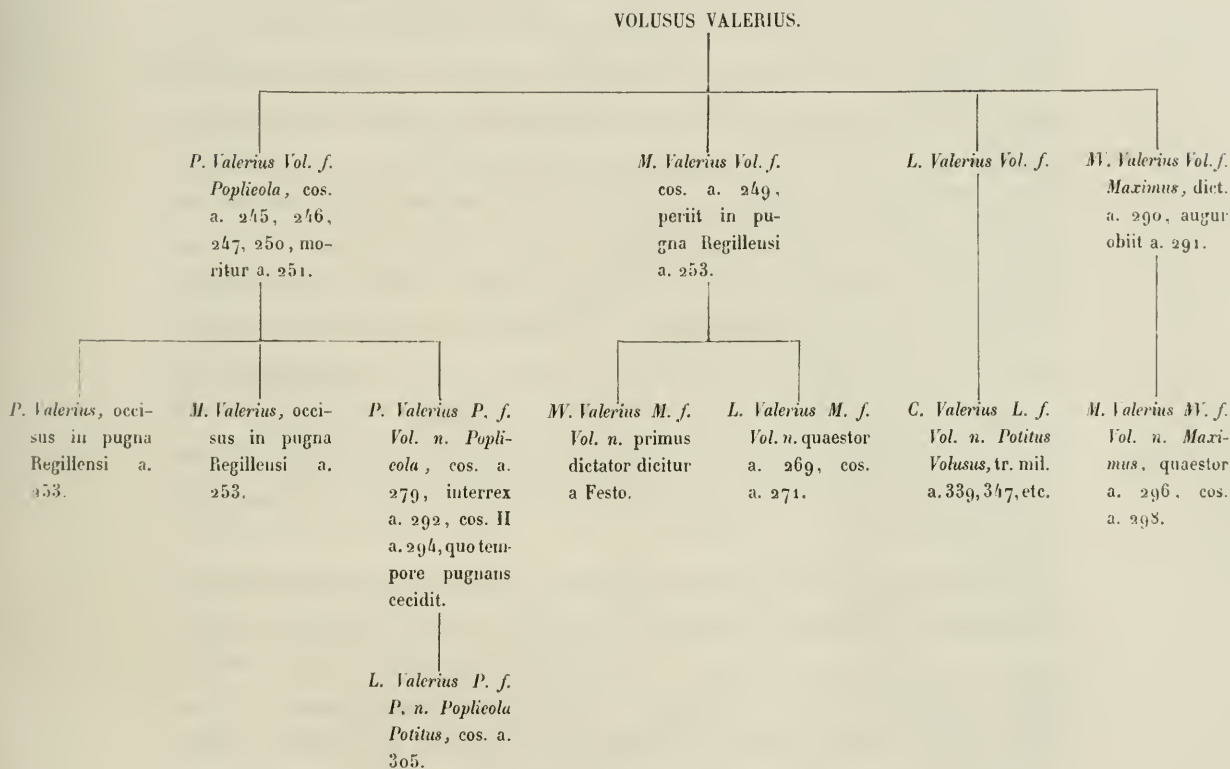 VOLUSUS VALERIUS.
P. Valerius Vol. f.
Poplicola, cos.
a. 245, 246,
247, 250, mo-
ritur a. 251.
M. Valerius Vol. f.
cos. a. 249,
periit in pu-
gna Regillensi
a. 253.
L. Valerius Vol. f.
M'. Valerius Vol. f.
Maximus, dict.
a. 290, augur
obiit a. 291.
P. Valerius, occi-
sus in pugna
Regillensi a.
253.
M. Valerius, occi-
sus in pugna
Regillensi a.
253.
P. Valerius P. f.
Vol. n. Popli-
cola, cos. a.
279, interrex
a. 292, cos. II
a. 294, quo tem-
pore pugnans
cecidit.
M'. Valerius M. f.
Vol. n. primus
dictator dicitur
a Festo.
L. Valerius M. f.
Vol. n. quaestor
a. 269, cos.
a. 271.
C. Valerius L. f.
Vol. n. Potitus
Volusus, tr. mil.
a. 339, 347, etc.
M. Valerius M'. f.
Vol. n. Maxi-
mus, quaestor
a. 296, cos.
a. 298.
L. Valerius P. f.
P. n. Poplicola
Potitus, cos. a.
305.